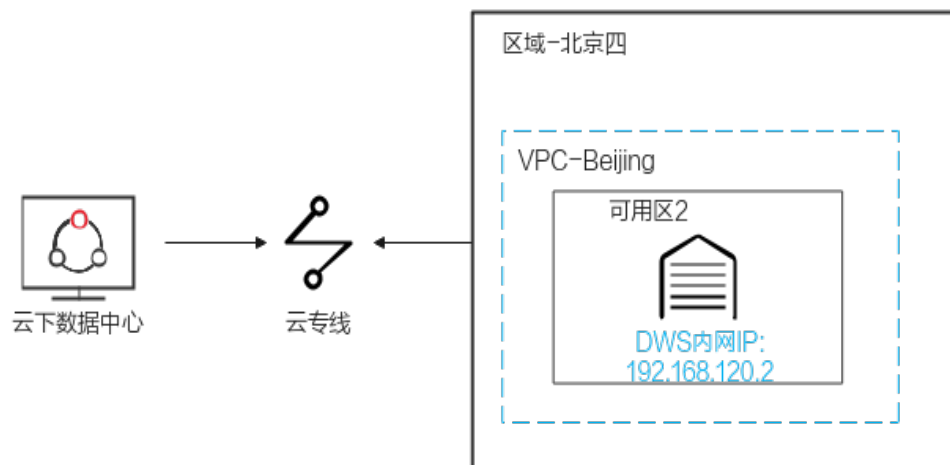 区域-北京四
VPC-Beijing
可用区2
DWS内网IP:
192.168.120.2
云下数据中心
云专线